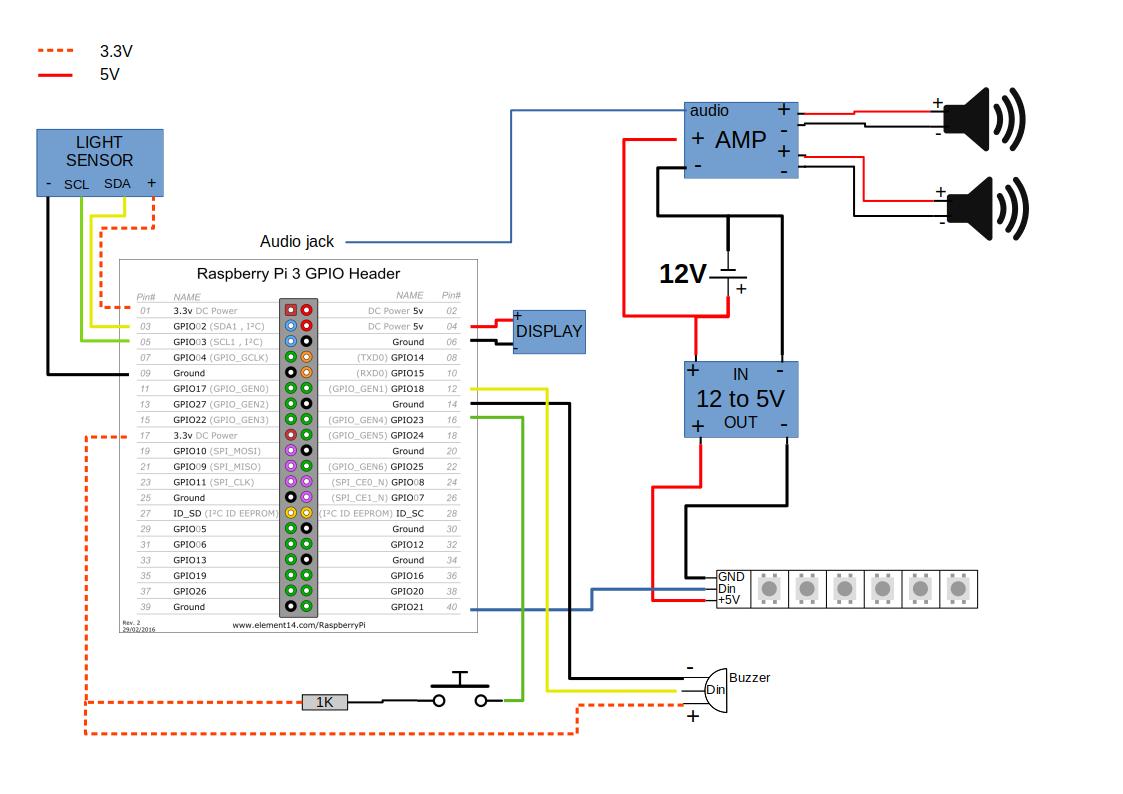 3.3V
5V
LIGHT
SENSOR
- SCL SDA +
audio
AMP
+
-
+
-
+
-
+
-
+
-
Audio jack
12V
+
Raspberry Pi 3 GPIO Header
Pin# NAME NAME Pin#
01 3.3v DC Power DC Power 5v 02
03 GPIO02 (SDA1 , I²C) DC Power 5v 04
05 GPIO03 (SCL1 , I²C) Ground 06
07 GPIO04 (GPIO_GCLK) (TXD0) GPIO14 08
09 Ground (RXD0) GPIO15 10
11 GPIO17 (GPIO_GEN0) (GPIO_GEN1) GPIO18 12
13 GPIO27 (GPIO_GEN2) Ground 14
15 GPIO22 (GPIO_GEN3) (GPIO_GEN4) GPIO23 16
17 3.3v DC Power (GPIO_GEN5) GPIO24 18
19 GPIO10 (SPI_MOSI) Ground 20
21 GPIO09 (SPI_MISO) (GPIO_GEN6) GPIO25 22
23 GPIO11 (SPI_CLK) (SPI_CE0_N) GPIO08 24
25 Ground (SPI_CE1_N) GPIO07 26
27 ID_SD (I²C ID EEPROM) (I²C ID EEPROM) ID_SC 28
29 GPIO05 Ground 30
31 GPIO06 GPIO12 32
33 GPIO13 Ground 34
35 GPIO19 GPIO16 36
37 GPIO26 GPIO20 38
39 Ground GPIO21 40
Rev. 2
29/02/2016
www.element14.com/RaspberryPi
+
DISPLAY
-
+ IN -
12 to 5V
+ OUT -
GND
Din
+5V
-
Din
+
Buzzer
1K